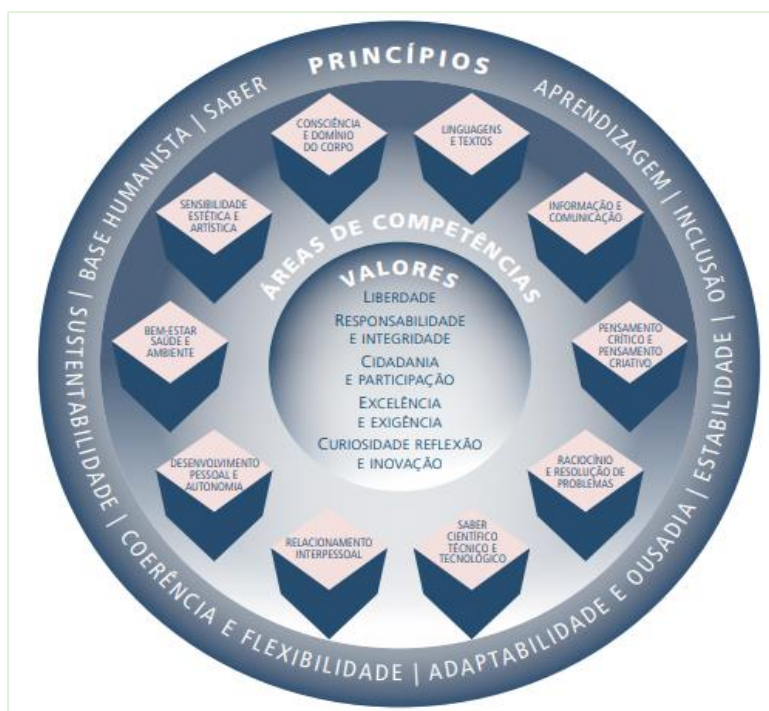 PRINCÍPIOS
APRENDIZAGEM | INCLUSÃO | ESTABILIDADE | ADAPTABILIDADE E OUSADIA | COERÊNCIA E FLEXIBILIDADE | SUSTENTABILIDADE | BASE HUMANISTA | SABER
CONSCIÊNCIA
E DOMÍNIO
DO CORPO
LINGUAGENS
E TEXTOS
SENSIBILIDADE
ESTÉTICA E
ARTÍSTICA
INFORMAÇÃO E
COMUNICAÇÃO
ÁREAS DE COMPETÊNCIAS
VALORES
LIBERDADE
RESPONSABILIDADE
E INTEGRIDADE
CIDADANIA
E PARTICIPAÇÃO
EXCELÊNCIA
E EXIGÊNCIA
CURIOSIDADE REFLEXÃO
E INOVAÇÃO
BEM-ESTAR
SAÚDE E
AMBIENTE
PENSAMENTO
CRÍTICO E
PENSAMENTO
CRIATIVO
DESENVOLVIMENTO
PESSOAL E
AUTONOMIA
RACIOCÍNIO
E RESOLUÇÃO DE
PROBLEMAS
RELACIONAMENTO
INTERPESSOAL
SABER
CIENTÍFICO
TÉCNICO E
TECNOLÓGICO